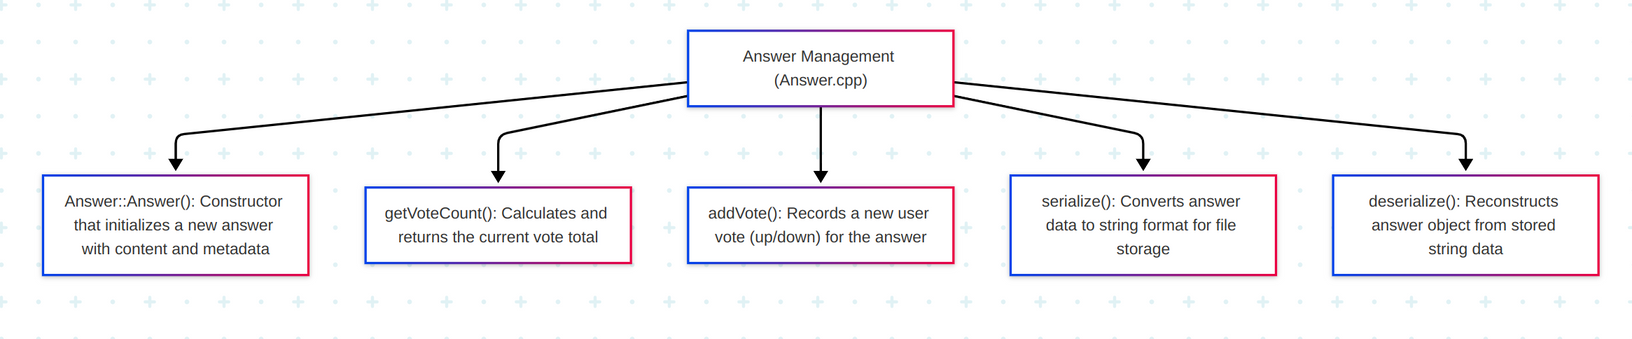 Answer Management
(Answer.cpp)
Answer::Answer(): Constructor
that initializes a new answer
with content and metadata
getVoteCount(): Calculates and
returns the current vote total
addVote(): Records a new user
vote (up/down) for the answer
serialize(): Converts answer
data to string format for file
storage
deserialize(): Reconstructs
answer object from stored
string data